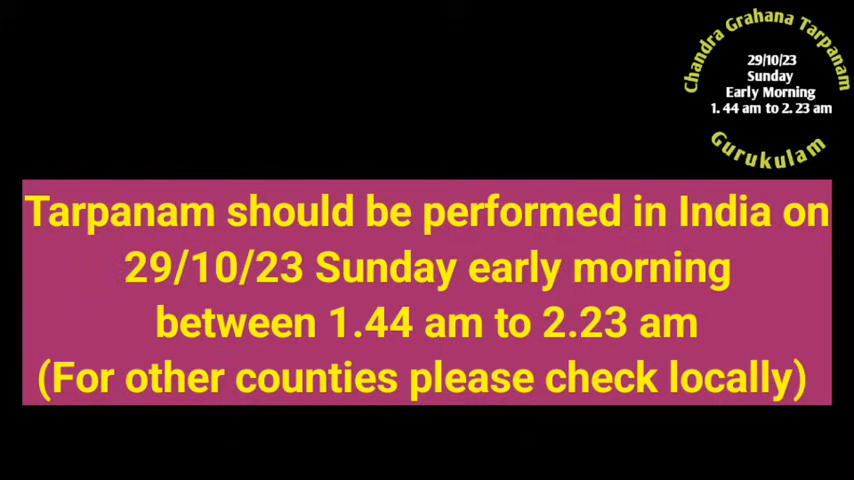 Chandra Grahana Tarpanam
29/10/23
Sunday
Early Morning
1. 44 am to 2. 23 am
Gurukulam
Tarpanam should be performed in India on
29/10/23 Sunday early morning
between 1.44 am to 2.23 am
(For other counties please check locally)